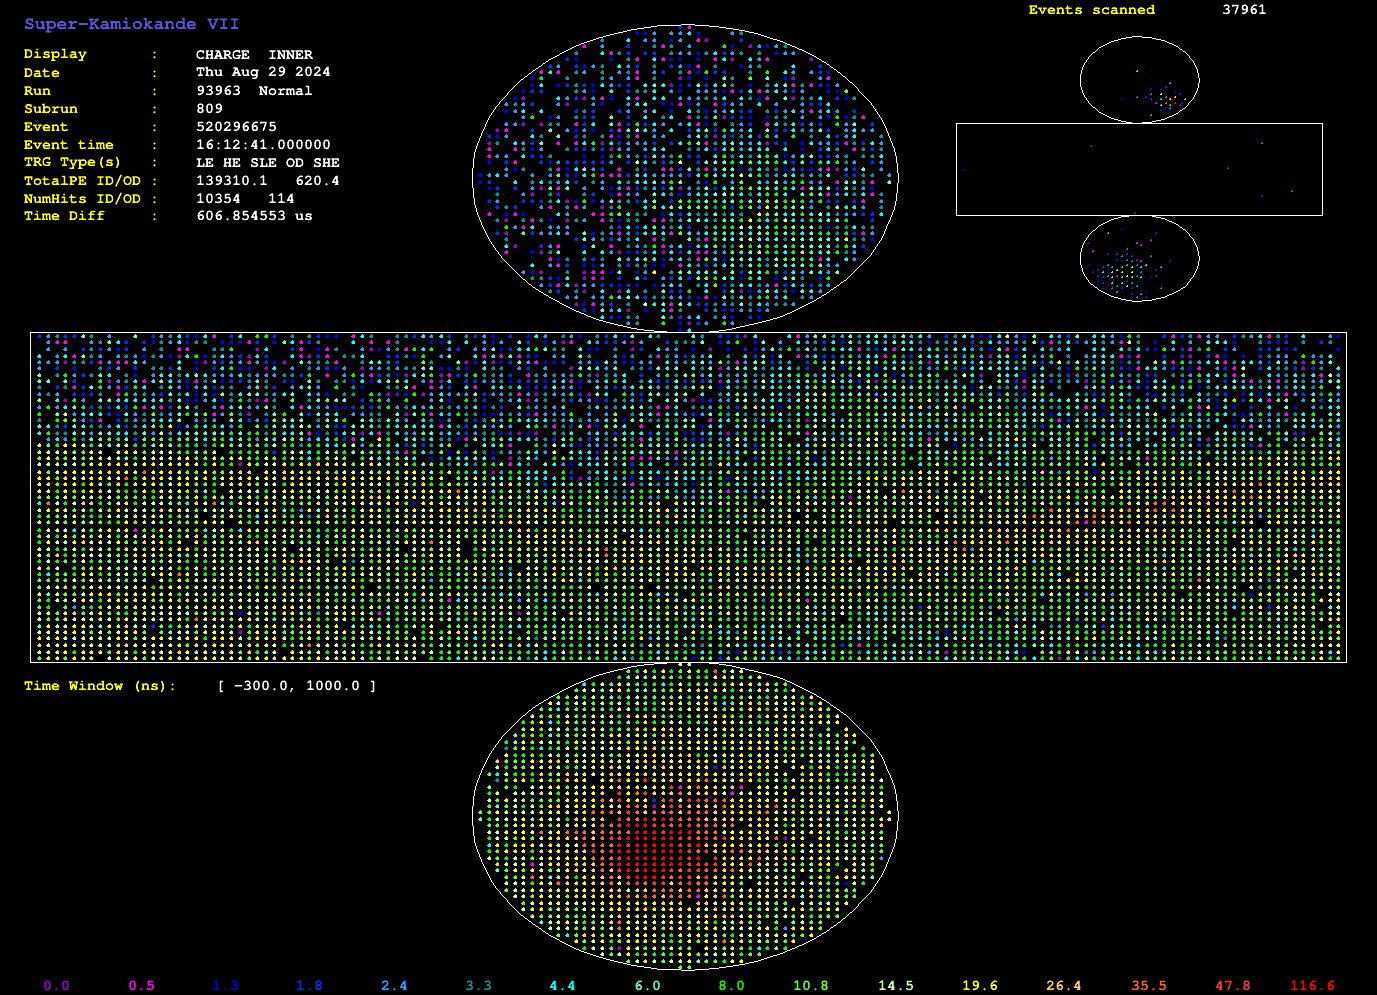 Super-Kamiokande VII
Events scanned 37961
Display : CHARGE INNER
Date : Thu Aug 29 2024
Run : 93963 Normal
Subrun : 809
Event : 520296675
Event time : 16:12:41.000000
TRG Type(s) : LE HE SLE OD SHE
TotalPE ID/OD : 139310.1 620.4
NumHits ID/OD : 10354 114
Time Diff : 606.854553 us
Time Window (ns): [ -300.0, 1000.0 ]
0.0 0.5 1.3 1.8 2.4 3.3 4.4 6.0 8.0 10.8 14.5 19.6 26.4 35.5 47.8 116.6